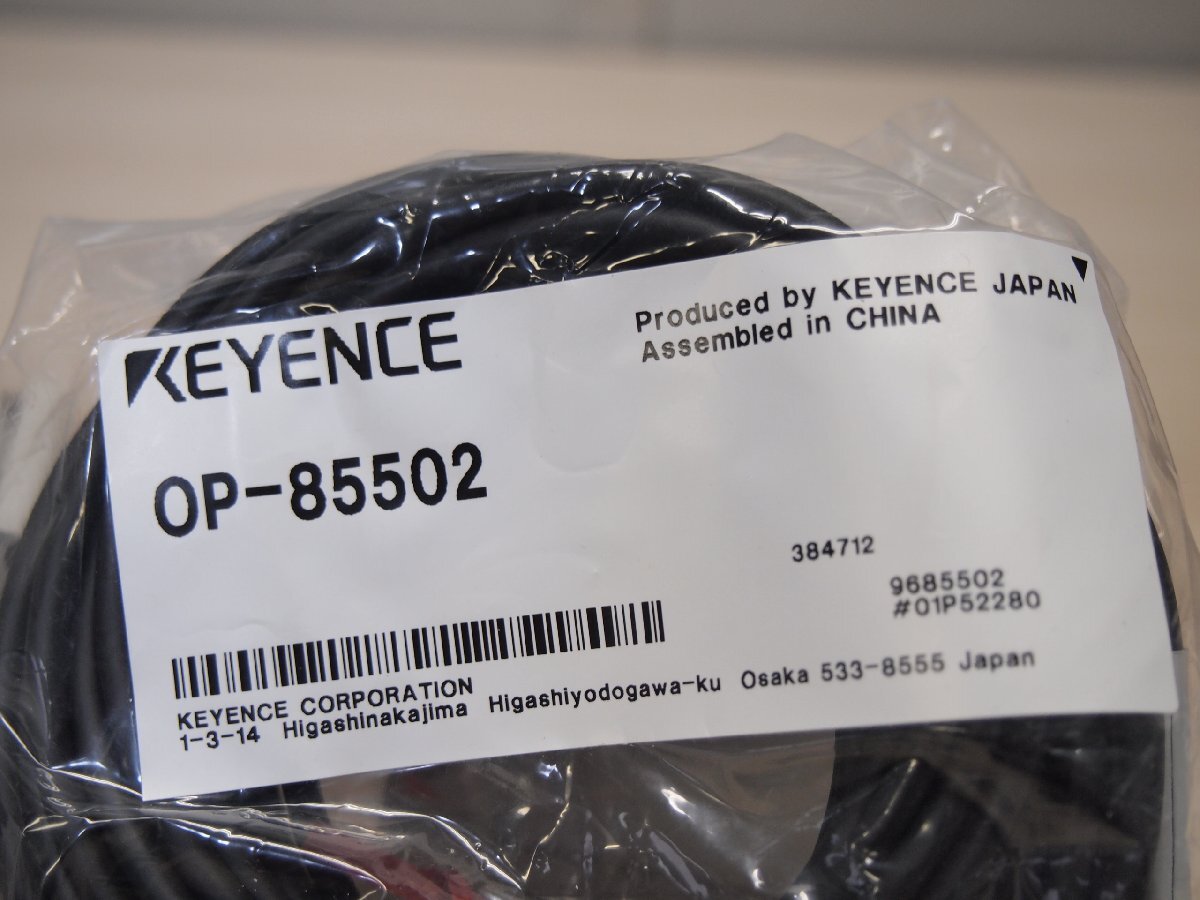 KEYENCE
Produced by KEYENCE JAPAN
Assembled in CHINA
OP-85502
384712
9685502
#01P52280
KEYENCE CORPORATION
1-3-14 Higashinakajima Higashiyodogawa-ku Osaka 533-8555 Japan